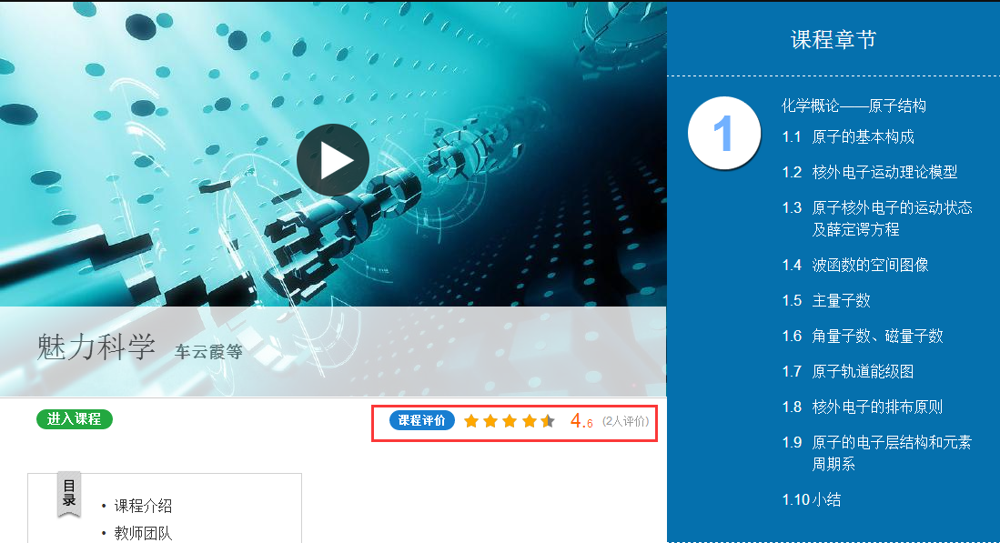 魅力科学 车云霞等
进入课程
课程评价 4.6 (2人评价)
目录
• 课程介绍
• 教师团队
课程章节
1
化学概论——原子结构
1.1 原子的基本构成
1.2 核外电子运动理论模型
1.3 原子核外电子的运动状态
及薛定谔方程
1.4 波函数的空间图像
1.5 主量子数
1.6 角量子数、磁量子数
1.7 原子轨道能级图
1.8 核外电子的排布原则
1.9 原子的电子层结构和元素
周期系
1.10 小结